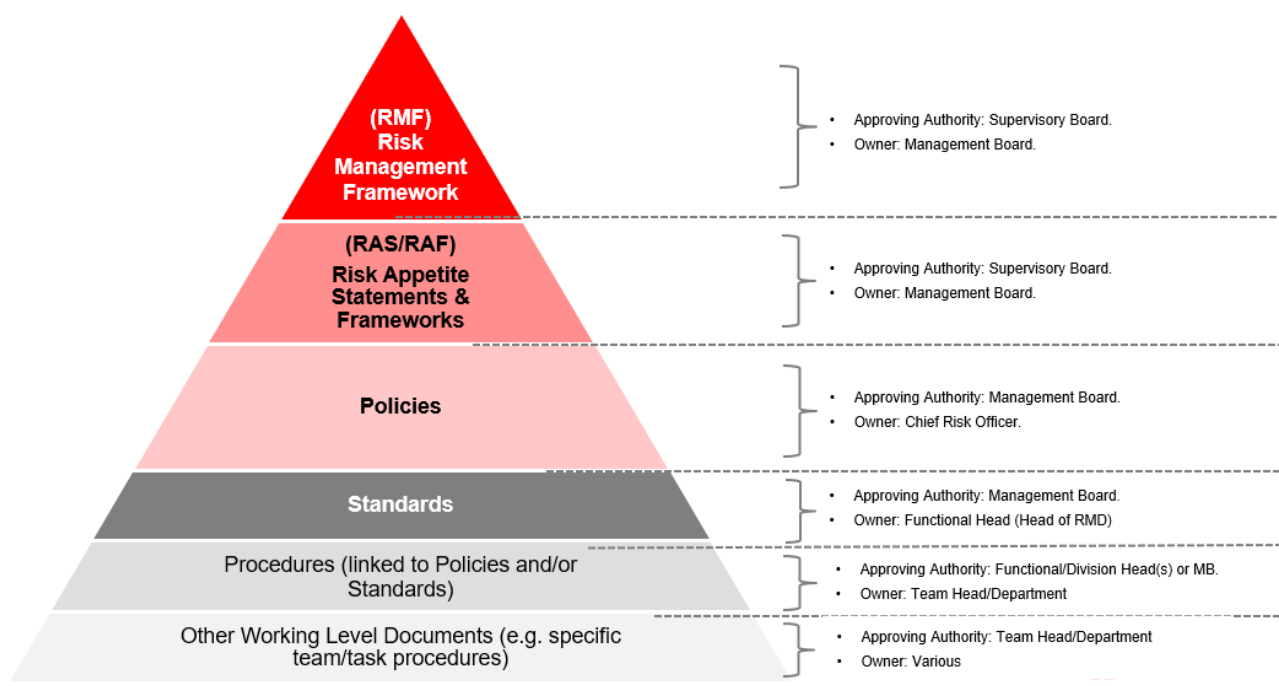 (RMF)
Risk
Management
Framework
• Approving Authority: Supervisory Board.
• Owner: Management Board.
(RAS/RAF)
Risk Appetite
Statements &
Frameworks
• Approving Authority: Supervisory Board.
• Owner: Management Board.
Policies
• Approving Authority: Management Board.
• Owner: Chief Risk Officer.
Standards
• Approving Authority: Management Board.
• Owner: Functional Head (Head of RMD)
Procedures (linked to Policies and/or
Standards)
• Approving Authority: Functional/Division Head(s) or MB.
• Owner: Team Head/Department
Other Working Level Documents (e.g. specific
team/task procedures)
• Approving Authority: Team Head/Department
• Owner: Various